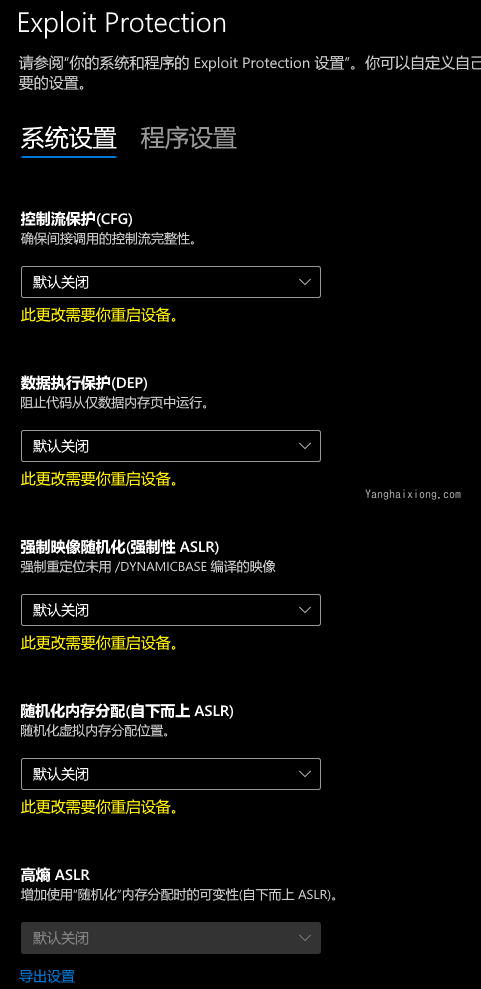 Exploit Protection
请参阅“你的系统和程序的 Exploit Protection 设置”。你可以自定义自己
要的设置。
系统设置 程序设置
控制流保护(CFG)
确保间接调用的控制流完整性。
默认关闭
此更改需要你重启设备。
数据执行保护(DEP)
阻止代码从仅数据内存页中运行。
默认关闭
此更改需要你重启设备。
Yanghaixiong.com
强制映像随机化(强制性 ASLR)
强制重定位未用 /DYNAMICBASE 编译的映像
默认关闭
此更改需要你重启设备。
随机化内存分配(自下而上 ASLR)
随机化虚拟内存分配位置。
默认关闭
此更改需要你重启设备。
高熵 ASLR
增加使用“随机化”内存分配时的可变性(自下而上 ASLR)。
默认关闭
导出设置